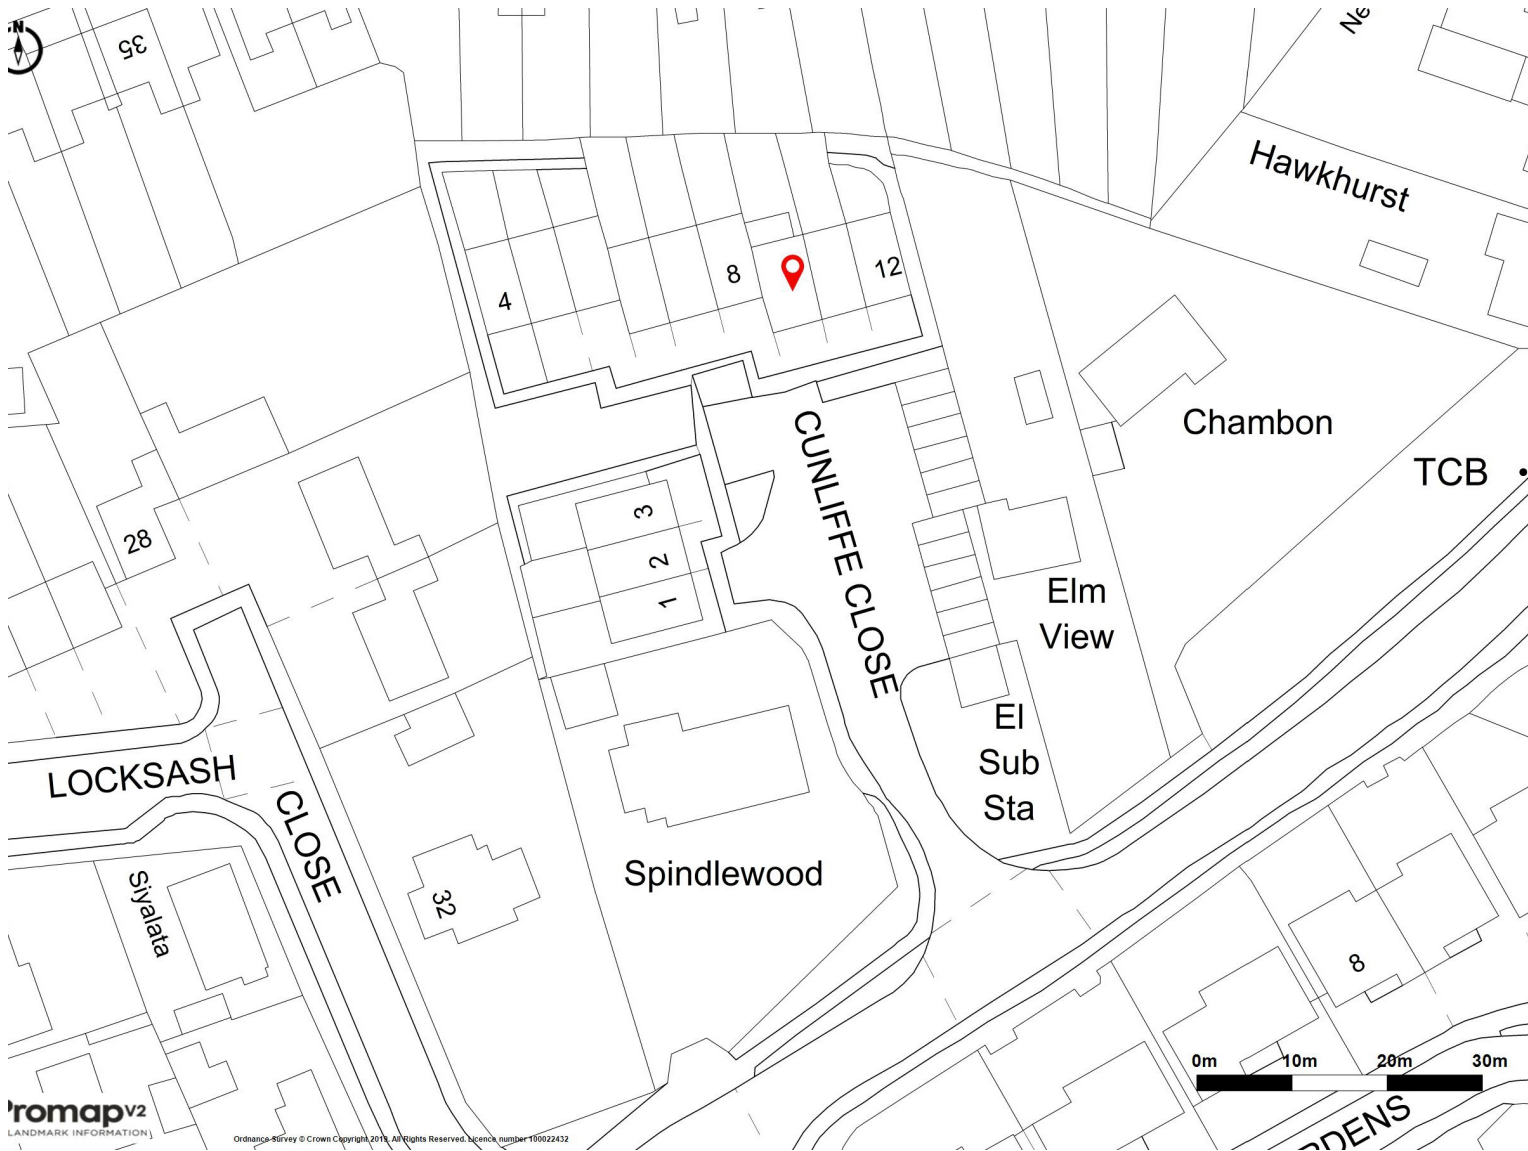 N
35
Ne
Hawkhurst
4
8
12
Chambon
TCB
CUNLIFFE CLOSE
3
2
1
28
Elm
View
El
Sub
Sta
LOCKSASH
CLOSE
Spindlewood
32
Siyalata
8
0m 10m 20m 30m
RDENS
Promap V2
LANDMARK INFORMATION
Ordnance Survey © Crown Copyright 2019. All Rights Reserved. Licence number 100022432